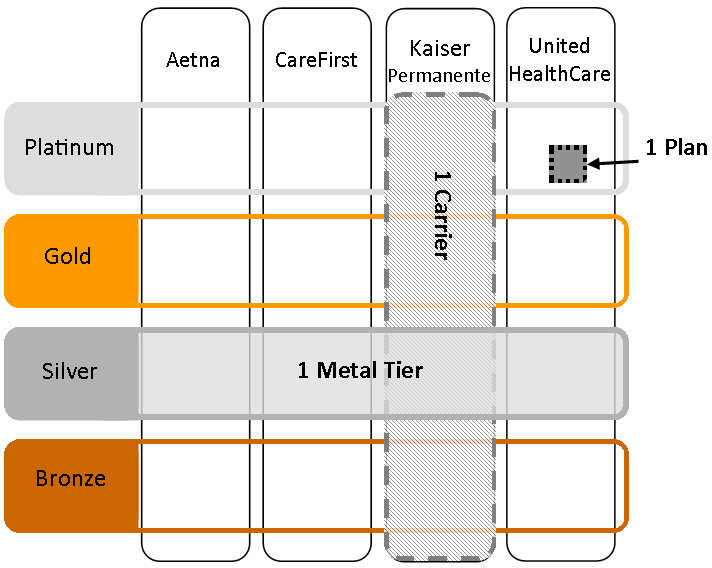 Aetna
CareFirst
Kaiser
Permanente
United
HealthCare
Platinum
1 Plan
1 Carrier
Gold
Silver
1 Metal Tier
Bronze